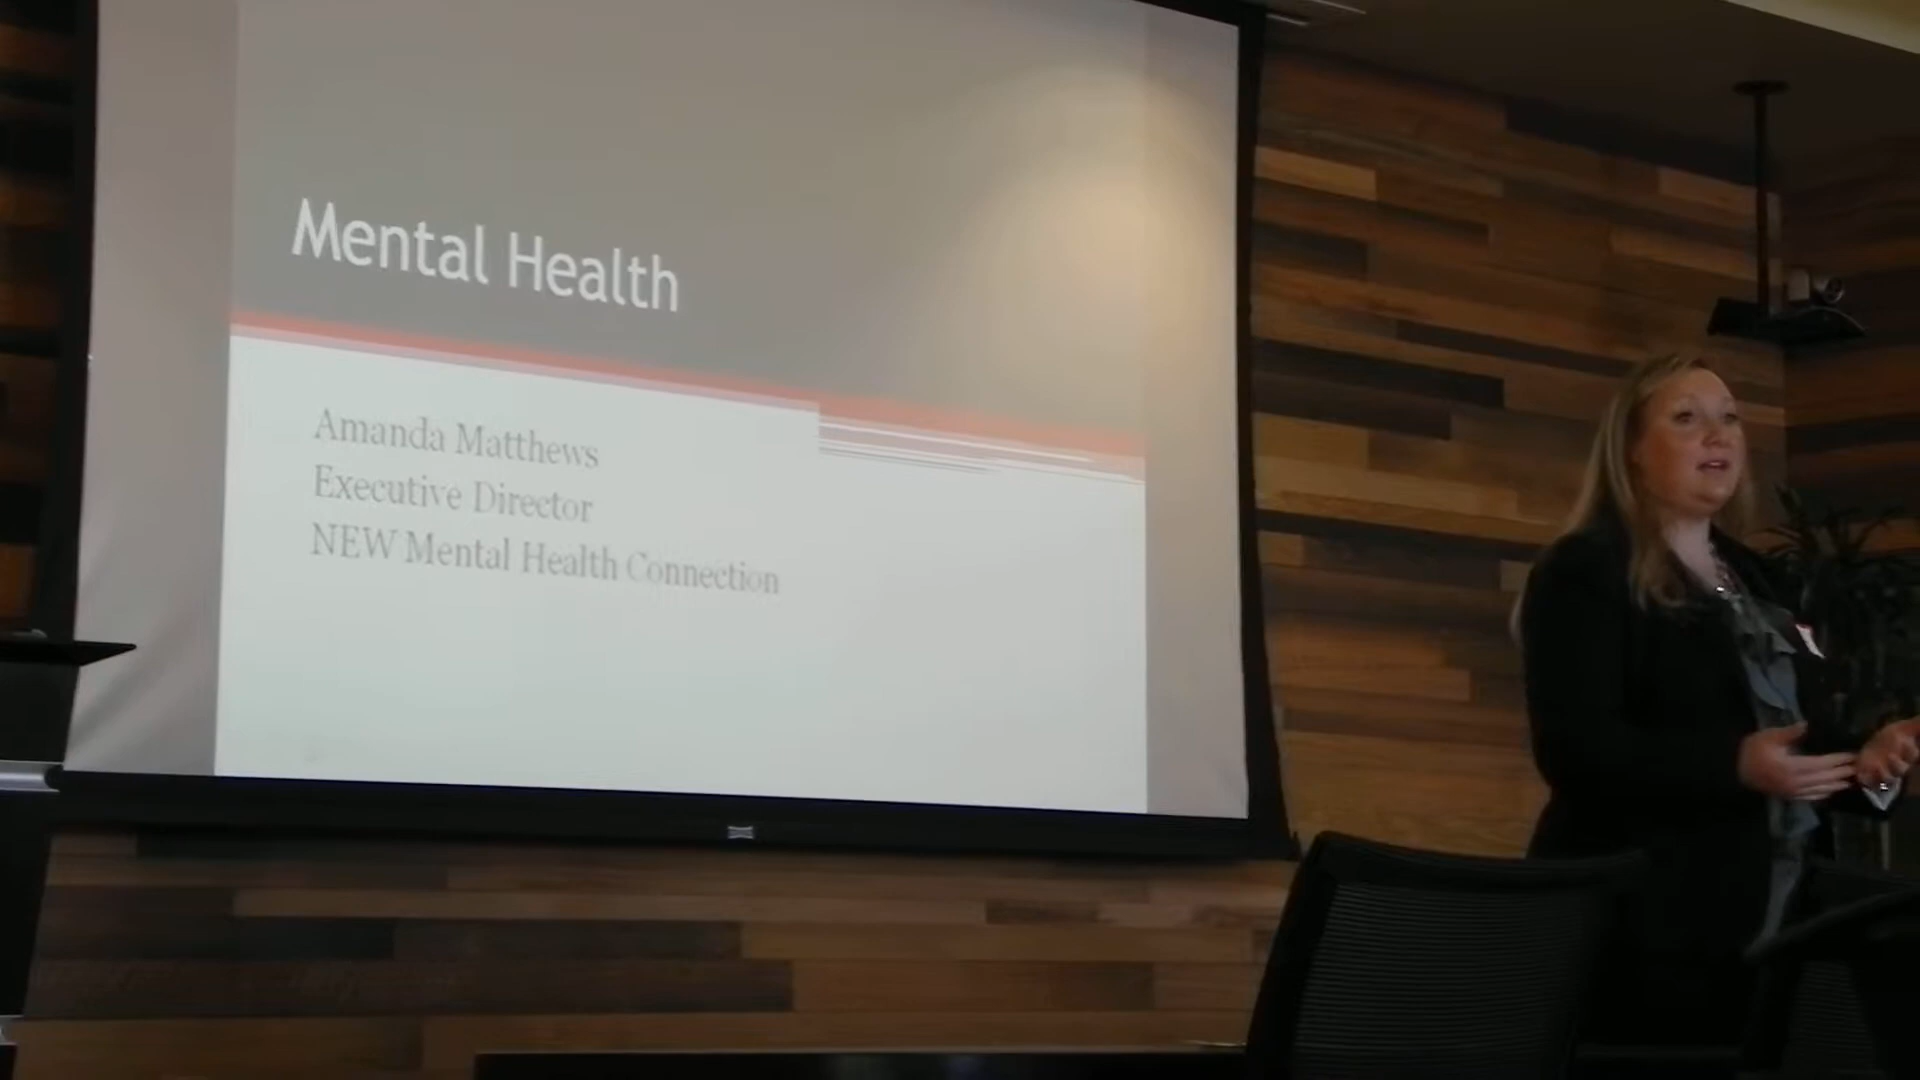 Mental Health
Amanda Matthews
Executive Director
NEW Mental Health Connection